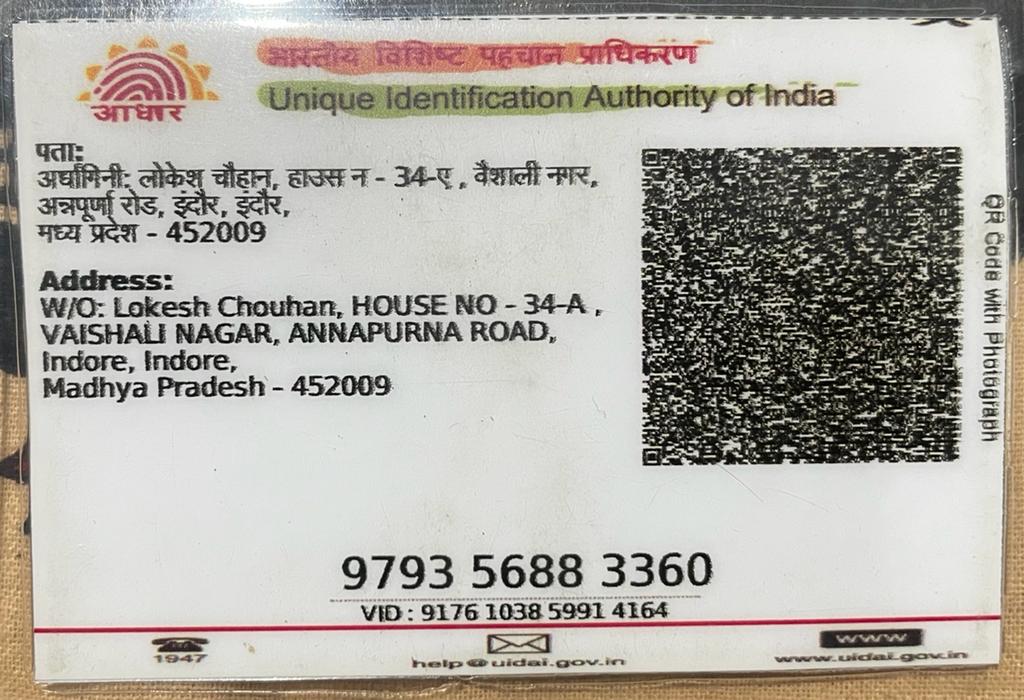 आधार
भारतीय विशिष्ट पहचान प्राधिकरण
Unique Identification Authority of India
पता:
अर्धांगिनी: लोकेश चौहान, हाउस न - 34-ए , वैशाली नगर,
अन्नपूर्णा रोड, इंदौर, इंदौर,
मध्य प्रदेश - 452009
Address:
W/O: Lokesh Chouhan, HOUSE NO - 34-A ,
VAISHALI NAGAR, ANNAPURNA ROAD,
Indore, Indore,
Madhya Pradesh - 452009
QR Code with Photograph
9793 5688 3360
VID : 9176 1038 5991 4164
1947
help@uidai.gov.in
www
www.uidai.gov.in